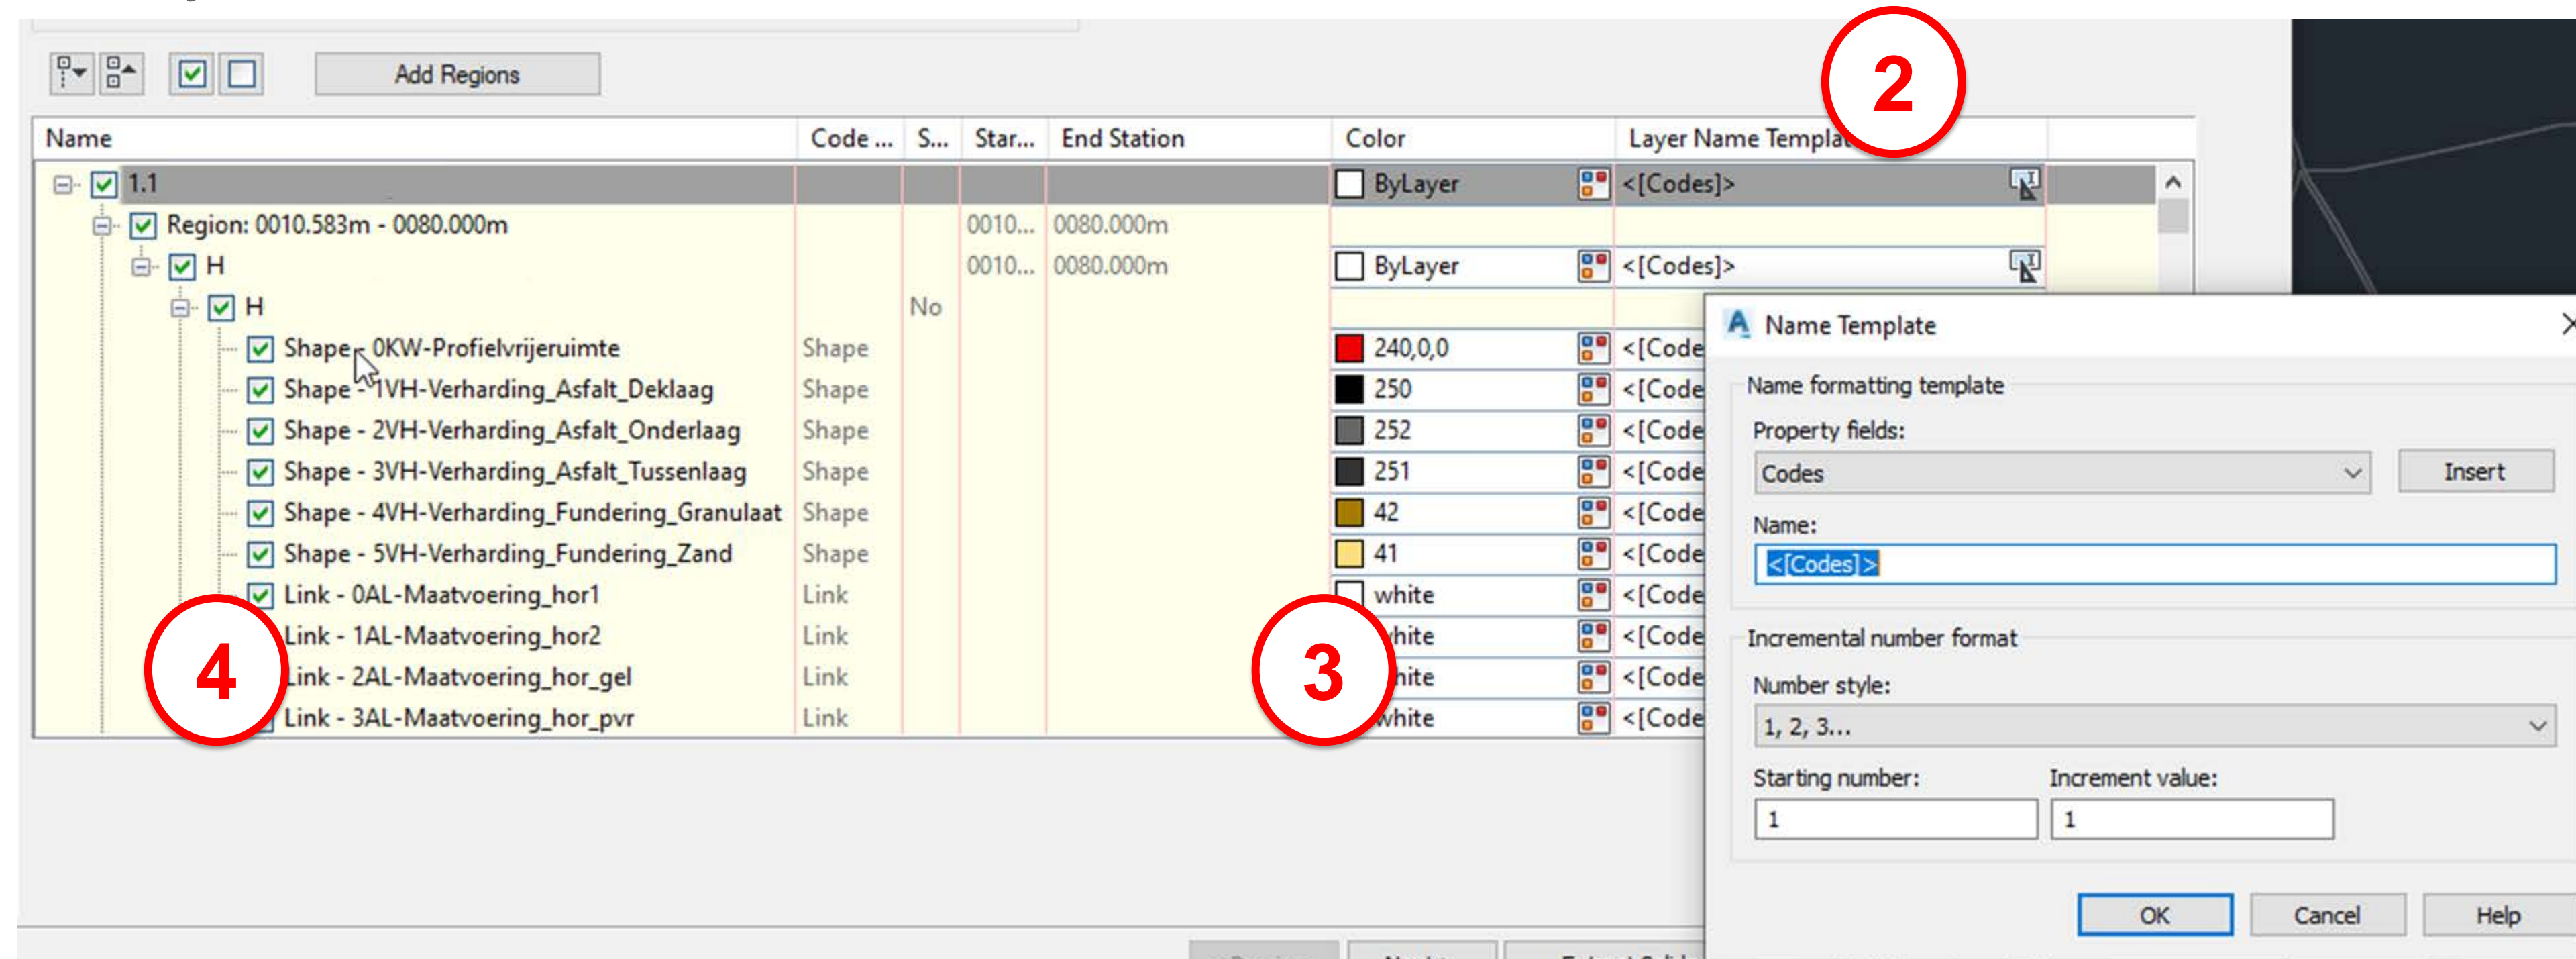 Add Regions
2
Name Code ... S... Star... End Station Color Layer Name Templat
1.1 ByLayer <[Codes]>
Region: 0010.583m - 0080.000m 0010... 0080.000m
H 0010... 0080.000m ByLayer <[Codes]>
H No
Shape - 0KW-Profielvrijeruimte Shape 240,0,0 <[Code
Shape - 1VH-Verharding_Asfalt_Deklaag Shape 250 <[Code
Shape - 2VH-Verharding_Asfalt_Onderlaag Shape 252 <[Code
Shape - 3VH-Verharding_Asfalt_Tussenlaag Shape 251 <[Code
Shape - 4VH-Verharding_Fundering_Granulaat Shape 42 <[Code
Shape - 5VH-Verharding_Fundering_Zand Shape 41 <[Code
Link - 0AL-Maatvoering_hor1 Link white <[Code
Link - 1AL-Maatvoering_hor2 Link white <[Code
Link - 2AL-Maatvoering_hor_gel Link hite <[Code
Link - 3AL-Maatvoering_hor_pvr Link white <[Code
4
3
Name Template
Name formatting template
Property fields:
Codes Insert
Name:
<[Codes]>
Incremental number format
Number style:
1, 2, 3...
Starting number: Increment value:
1 1
OK Cancel Help